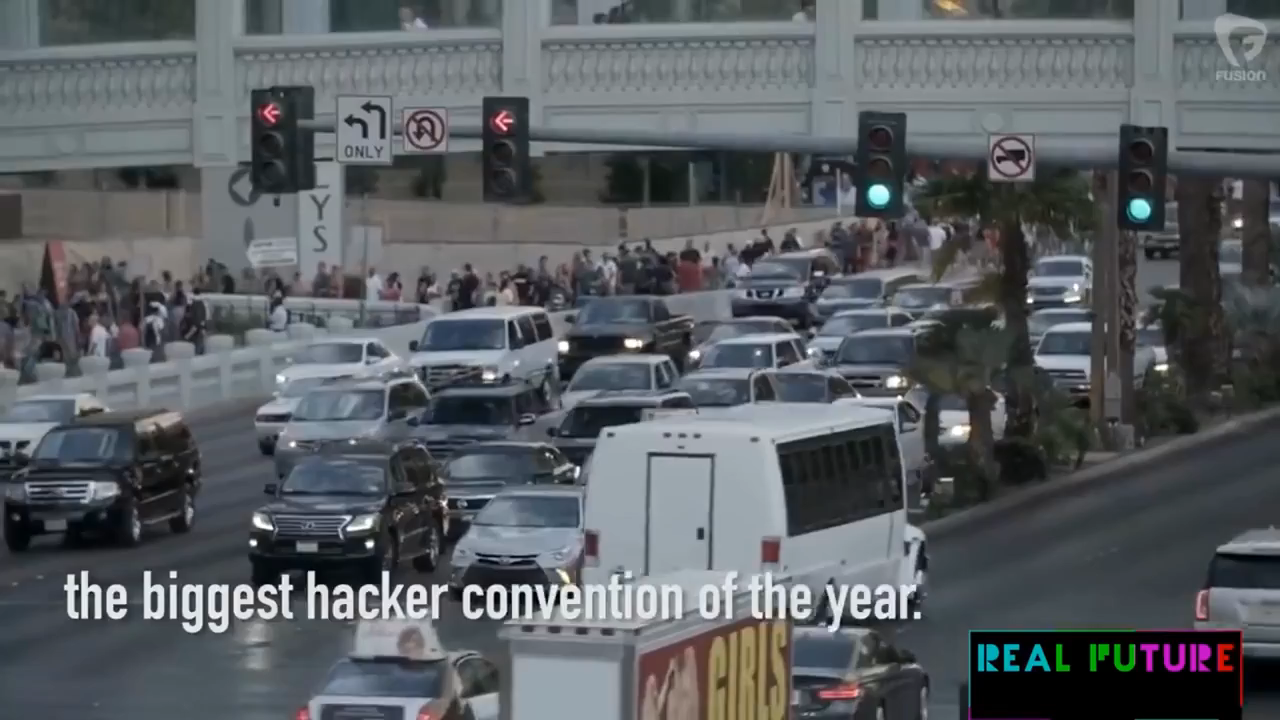 FUSION
ONLY
YS
the biggest hacker convention of the year.
GIRLS
REAL FUTURE